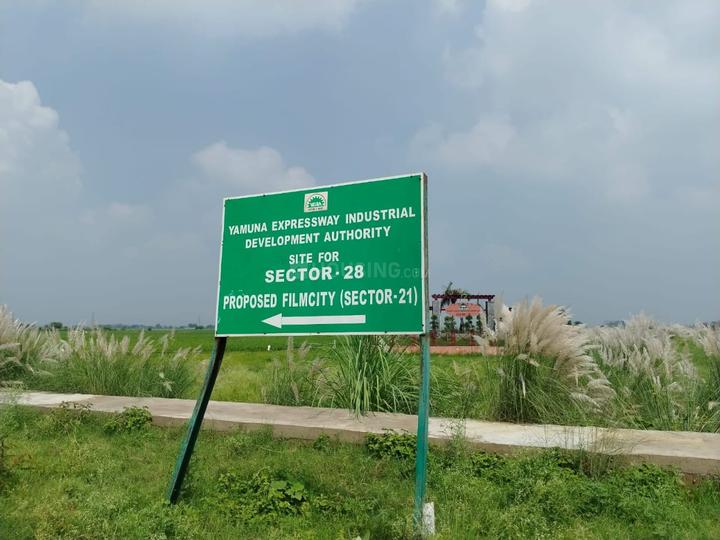 YAMUNA EXPRESSWAY INDUSTRIAL
DEVELOPMENT AUTHORITY
SITE FOR
SECTOR-28
PROPOSED FILMCITY (SECTOR-21)